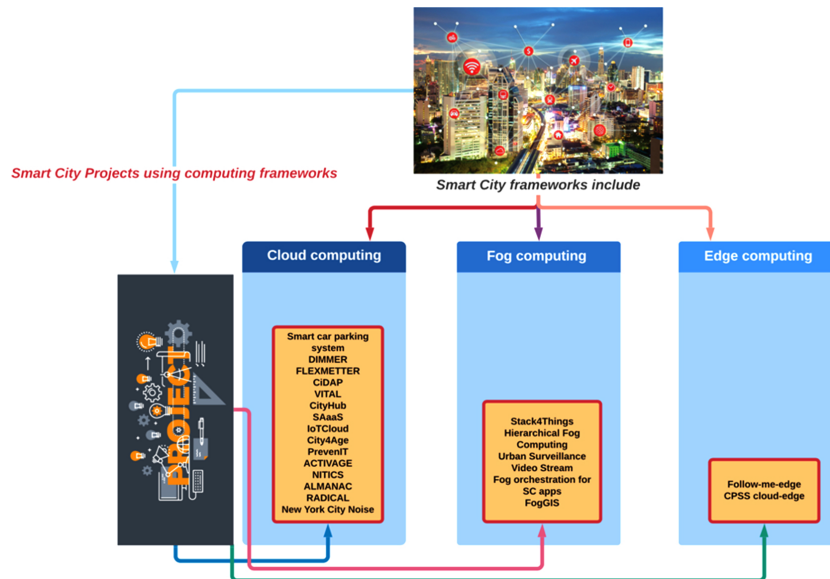 Smart City Projects using computing frameworks
Smart City frameworks include
Cloud computing
Fog computing
Edge computing
PROJECT
Smart car parking
system
DIMMER
FLEXMETTER
CiDAP
VITAL
CityHub
SAaaS
IoTCloud
City4Age
PrevenIT
ACTIVAGE
NITICS
ALMANAC
RADICAL
New York City Noise
Stack4Things
Hierarchical Fog
Computing
Urban Surveillance
Video Stream
Fog orchestration for
SC apps
FogGIS
Follow-me-edge
CPSS cloud-edge